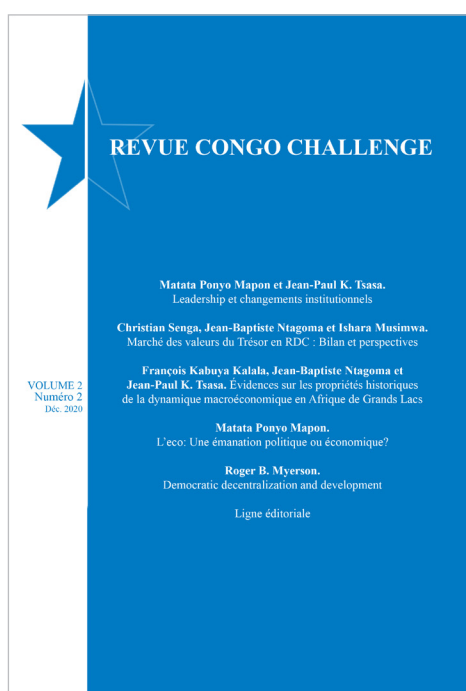 REVUE CONGO CHALLENGE
Matata Ponyo Mapon et Jean-Paul K. Tsasa.
Leadership et changements institutionnels
Christian Senga, Jean-Baptiste Ntagoma et Ishara Musimwa.
Marché des valeurs du Trésor en RDC : Bilan et perspectives
François Kabuya Kalala, Jean-Baptiste Ntagoma et
Jean-Paul K. Tsasa. Évidences sur les propriétés historiques
de la dynamique macroéconomique en Afrique de Grands Lacs
VOLUME 2
Numéro 2
Déc. 2020
Matata Ponyo Mapon.
L'eco: Une émanation politique ou économique?
Roger B. Myerson.
Democratic decentralization and development
Ligne éditoriale